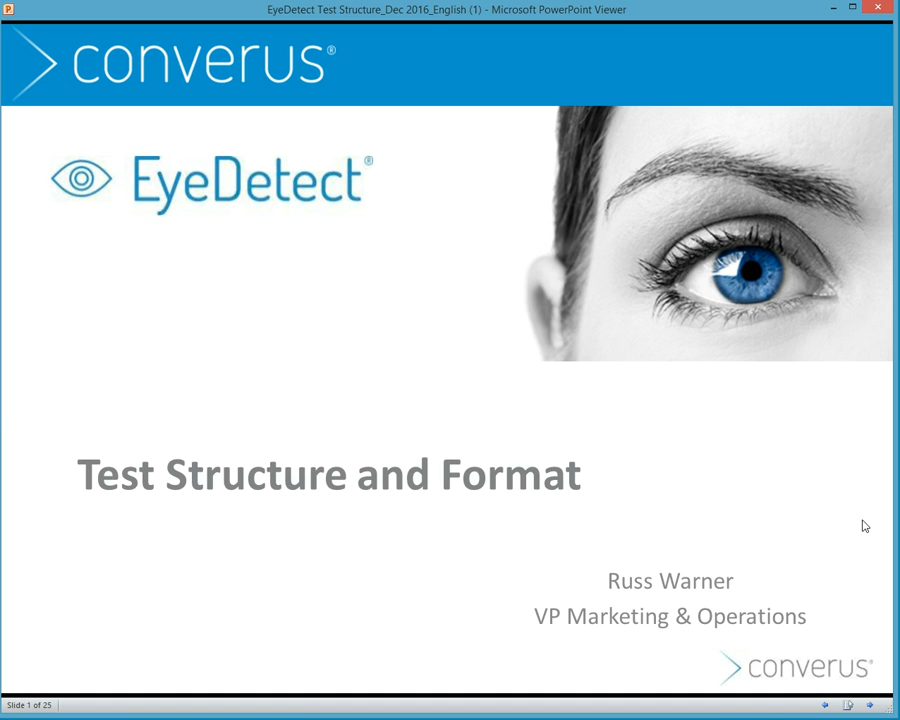 EyeDetect Test Structure_Dec 2016_English (1) - Microsoft PowerPoint Viewer
converus®
EyeDetect®
Test Structure and Format
Russ Warner
VP Marketing & Operations
converus®
Slide 1 of 25